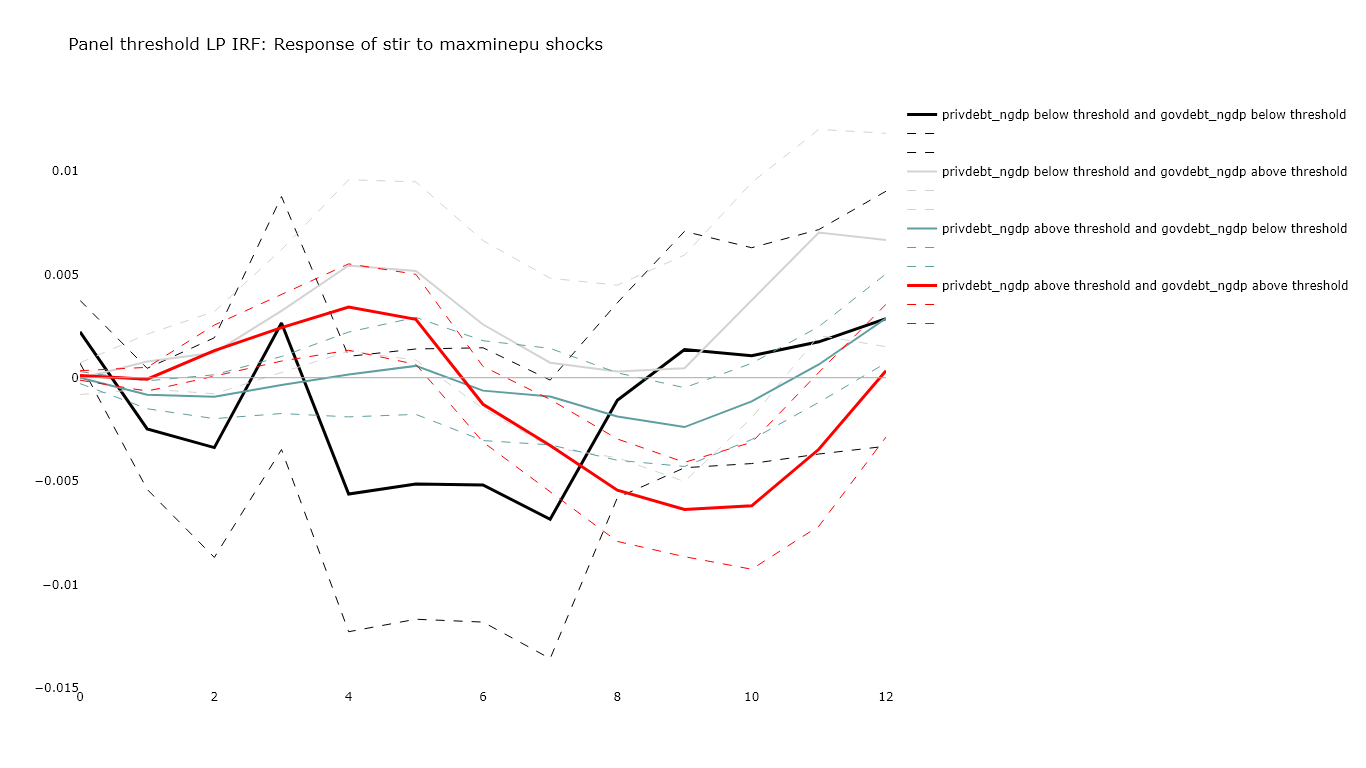 Panel threshold LP IRF: Response of stir to maxminepu shocks
privdebt_ngdp below threshold and govdebt_ngdp below threshold
privdebt_ngdp below threshold and govdebt_ngdp above threshold
privdebt_ngdp above threshold and govdebt_ngdp below threshold
privdebt_ngdp above threshold and govdebt_ngdp above threshold
0.01
0.005
0
−0.005
−0.01
−0.015
0 2 4 6 8 10 12